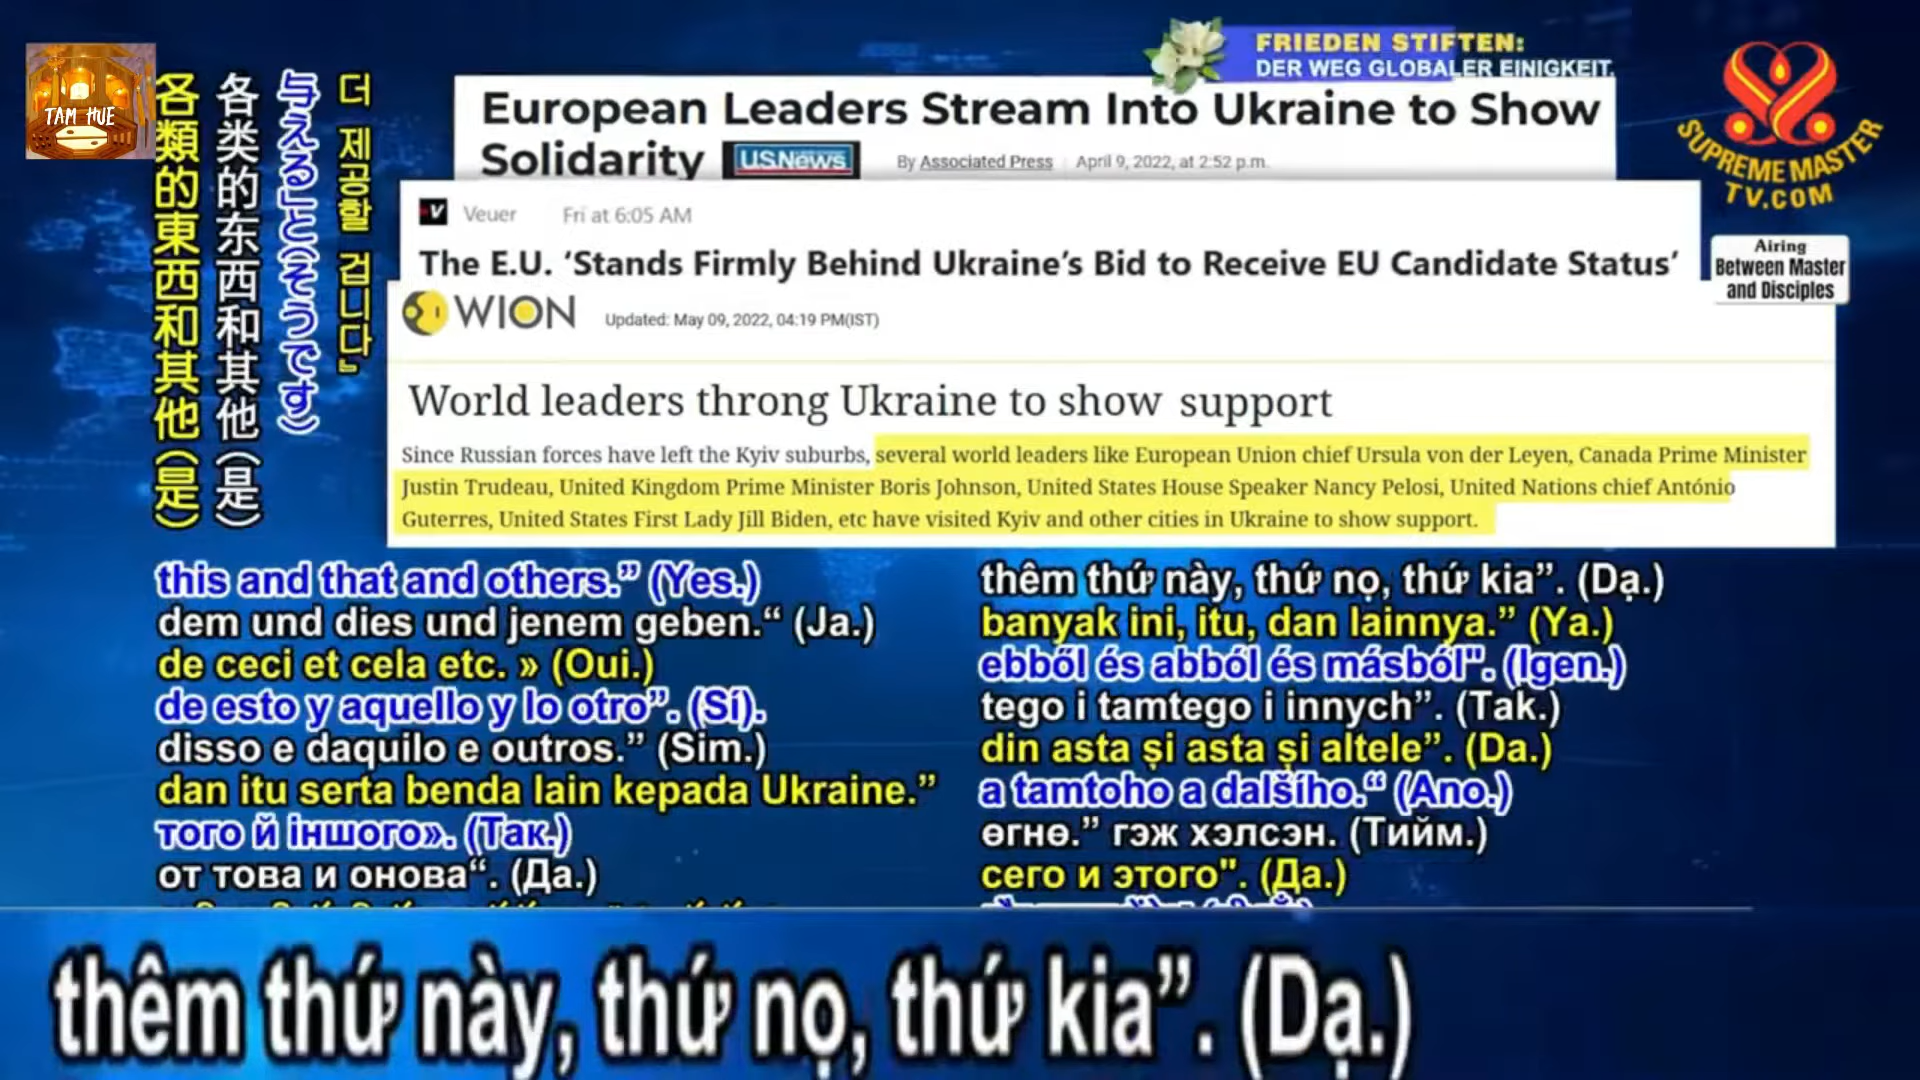 TAM HUE
FRIEDEN STIFTEN:
DER WEG GLOBALER EINIGKEIT.
SUPREME MASTER
TV.COM
Airing
Between Master
and Disciples
European Leaders Stream Into Ukraine to Show
Solidarity U.S.News By Associated Press April 9, 2022, at 2:52 p.m.
V Veuer Fri at 6:05 AM
The E.U. ‘Stands Firmly Behind Ukraine’s Bid to Receive EU Candidate Status’
WION Updated: May 09, 2022, 04:19 PM(IST)
World leaders throng Ukraine to show support
Since Russian forces have left the Kyiv suburbs, several world leaders like European Union chief Ursula von der Leyen, Canada Prime Minister
Justin Trudeau, United Kingdom Prime Minister Boris Johnson, United States House Speaker Nancy Pelosi, United Nations chief António
Guterres, United States First Lady Jill Biden, etc have visited Kyiv and other cities in Ukraine to show support.
더 제공할 겁니다』
与える」と(そうです)
各类的东西和其他(是)
各類的東西和其他(是)
this and that and others.” (Yes.)
dem und dies und jenem geben.“ (Ja.)
de ceci et cela etc. » (Oui.)
de esto y aquello y lo otro”. (Sí).
disso e daquilo e outros.” (Sim.)
dan itu serta benda lain kepada Ukraine.”
того й іншого». (Так.)
от това и онова“. (Да.)
thêm thứ này, thứ nọ, thứ kia”. (Dạ.)
banyak ini, itu, dan lainnya.” (Ya.)
ebből és abból és másból". (Igen.)
tego i tamtego i innych”. (Tak.)
din asta și asta și altele”. (Da.)
a tamtoho a dalšího.“ (Ano.)
өгнө.” гэж хэлсэн. (Тийм.)
сего и этого". (Да.)
thêm thứ này, thứ nọ, thứ kia”. (Dạ.)